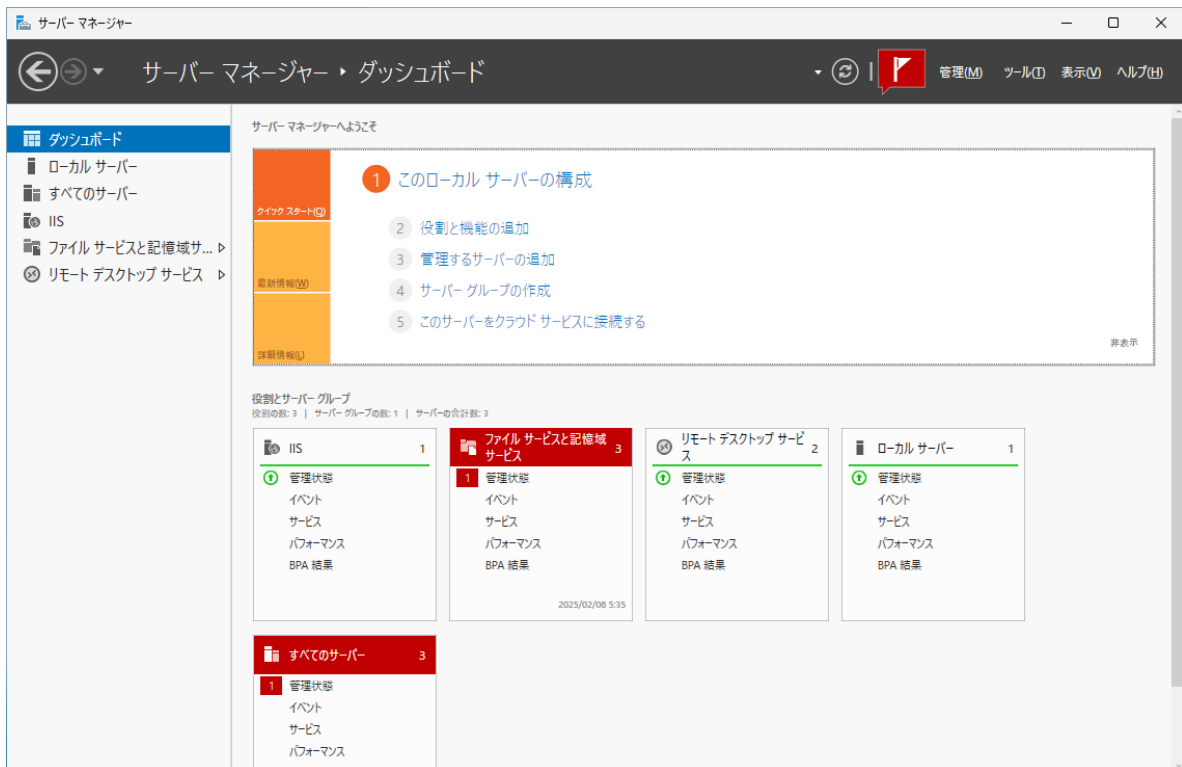 サーバー マネージャー
サーバー マネージャー ‣ ダッシュボード
管理(M) ツール(T) 表示(V) ヘルプ(H)
ダッシュボード
ローカル サーバー
すべてのサーバー
IIS
ファイル サービスと記憶域サ...
リモート デスクトップ サービス
サーバー マネージャーへようこそ
クイック スタート(Q)
最新情報(W)
詳細情報(L)
1 このローカル サーバーの構成
2 役割と機能の追加
3 管理するサーバーの追加
4 サーバー グループの作成
5 このサーバーをクラウド サービスに接続する
非表示
役割とサーバー グループ
役割の数: 3 | サーバー グループの数: 1 | サーバーの合計数: 3
IIS 1
管理状態
イベント
サービス
パフォーマンス
BPA 結果
ファイル サービスと記憶域
サービス 3
1 管理状態
イベント
サービス
パフォーマンス
BPA 結果
2025/02/08 5:35
リモート デスクトップ サービ
ス 2
管理状態
イベント
サービス
パフォーマンス
BPA 結果
ローカル サーバー 1
管理状態
イベント
サービス
パフォーマンス
BPA 結果
すべてのサーバー 3
1 管理状態
イベント
サービス
パフォーマンス